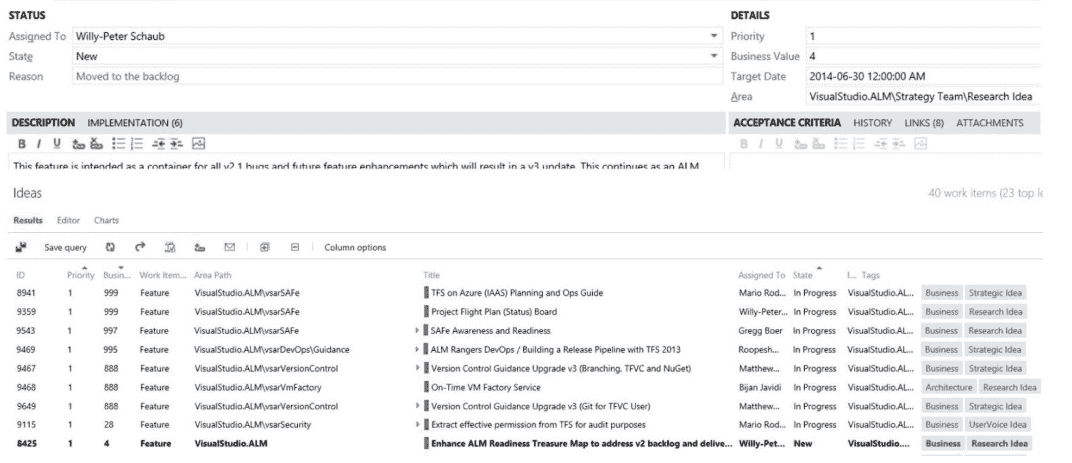 STATUS
Assigned To Willy-Peter Schaub
State New
Reason Moved to the backlog
DETAILS
Priority 1
Business Value 4
Target Date 2014-06-30 12:00:00 AM
Area VisualStudio.ALM\Strategy Team\Research Idea
DESCRIPTION IMPLEMENTATION (6)
B I U
ACCEPTANCE CRITERIA HISTORY LINKS (8) ATTACHMENTS
B I U
This feature is intended as a container for all v2.1 bugs and future feature enhancements which will result in a v3 update. This continues as an ALM
Ideas
40 work items (23 top le
Results Editor Charts
Save query Column options
ID Priority Busin... Work Item... Area Path Title Assigned To State I... Tags
8941 1 999 Feature VisualStudio.ALM\vsarSAFe TFS on Azure (IAAS) Planning and Ops Guide Mario Rod... In Progress VisualStudio.AL... Business Strategic Idea
9359 1 999 Feature VisualStudio.ALM\vsarSAFe Project Flight Plan (Status) Board Willy-Peter... In Progress VisualStudio.AL... Business Research Idea
9543 1 997 Feature VisualStudio.ALM\vsarSAFe SAFe Awareness and Readiness Gregg Boer In Progress VisualStudio.AL... Business Research Idea
9469 1 995 Feature VisualStudio.ALM\vsarDevOps\Guidance ALM Rangers DevOps / Building a Release Pipeline with TFS 2013 Roopesh... In Progress VisualStudio.AL... Business Strategic Idea
9467 1 888 Feature VisualStudio.ALM\vsarVersionControl Version Control Guidance Upgrade v3 (Branching, TFVC and NuGet) Matthew... In Progress VisualStudio.AL... Business Strategic Idea
9468 1 888 Feature VisualStudio.ALM\vsarVmFactory On-Time VM Factory Service Bijan Javidi In Progress VisualStudio.AL... Architecture Research Idea
9649 1 888 Feature VisualStudio.ALM\vsarVersionControl Version Control Guidance Upgrade v3 (Git for TFVC User) Matthew... In Progress VisualStudio.AL... Business Strategic Idea
9115 1 28 Feature VisualStudio.ALM\vsarSecurity Extract effective permission from TFS for audit purposes Mario Rod... In Progress VisualStudio.AL... Business UserVoice Idea
8425 1 4 Feature VisualStudio.ALM Enhance ALM Readiness Treasure Map to address v2 backlog and delive... Willy-Pet... New VisualStudio.... Business Research Idea